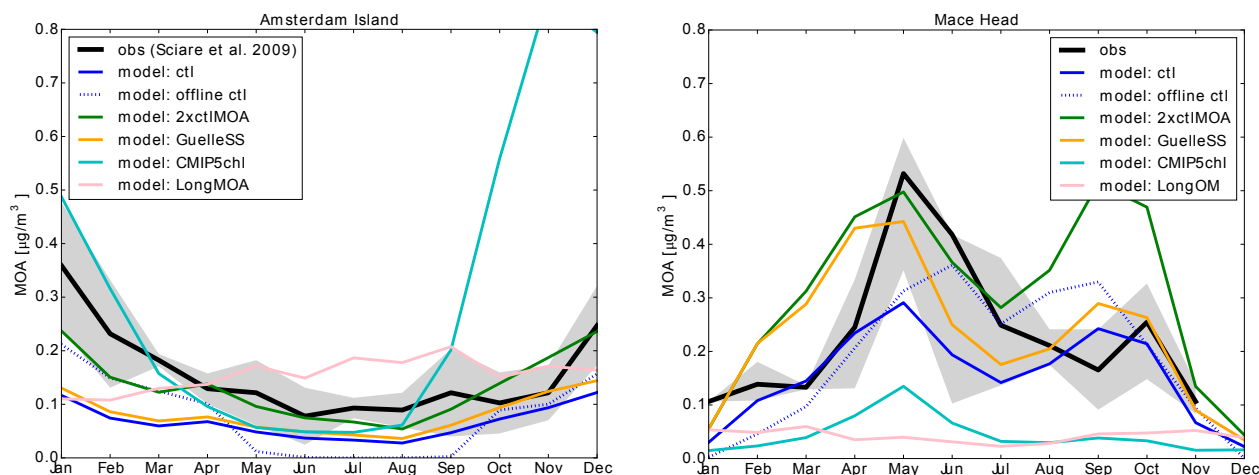 Amsterdam Island
0.8
0.7
0.6
0.5
0.4
0.3
0.2
0.1
0.0
MOA [µg/m³]
obs (Sciare et al. 2009)
model: ctl
model: offline ctl
model: 2xctlMOA
model: GuelleSS
model: CMIP5chl
model: LongMOA
Jan Feb Mar Apr May Jun Jul Aug Sep Oct Nov Dec
Mace Head
0.8
0.7
0.6
0.5
0.4
0.3
0.2
0.1
0.0
MOA [µg/m³]
obs
model: ctl
model: offline ctl
model: 2xctlMOA
model: GuelleSS
model: CMIP5chl
model: LongOM
Jan Feb Mar Apr May Jun Jul Aug Sep Oct Nov Dec